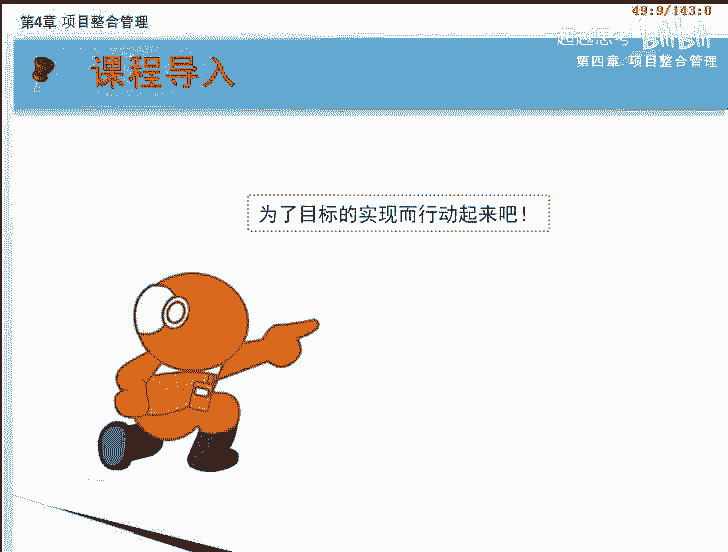 第4章 项目整合管理
49:9/143:0
bilibili
第四章 项目整合管理
课程导入
为了目标的实现而行动起来吧！